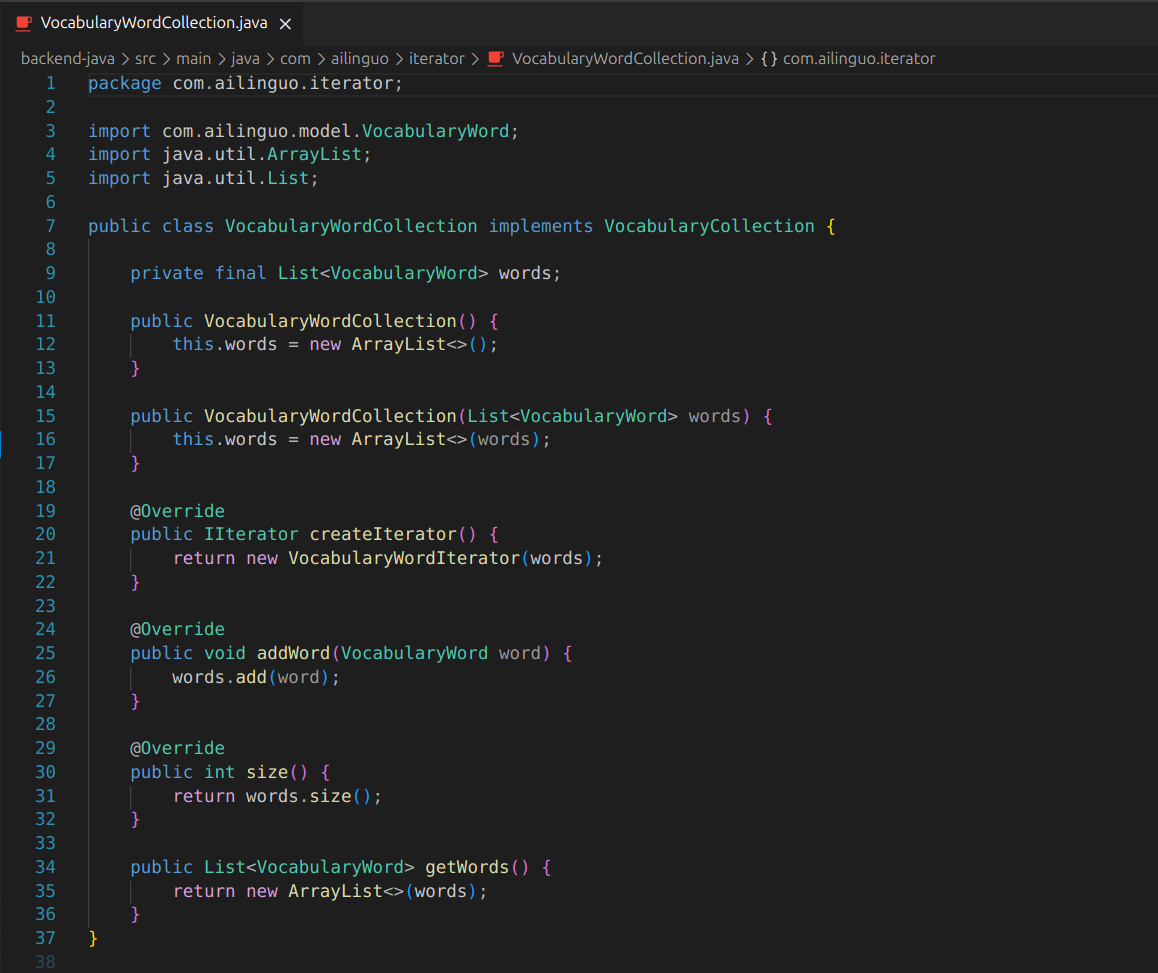 VocabularyWordCollection.java ×
backend-java > src > main > java > com > ailinguo > iterator > VocabularyWordCollection.java > {} com.ailinguo.iterator
1 package com.ailinguo.iterator;
2
3 import com.ailinguo.model.VocabularyWord;
4 import java.util.ArrayList;
5 import java.util.List;
6
7 public class VocabularyWordCollection implements VocabularyCollection {
8
9     private final List<VocabularyWord> words;
10
11     public VocabularyWordCollection() {
12         this.words = new ArrayList<>();
13     }
14
15     public VocabularyWordCollection(List<VocabularyWord> words) {
16         this.words = new ArrayList<>(words);
17     }
18
19     @Override
20     public IIterator createIterator() {
21         return new VocabularyWordIterator(words);
22     }
23
24     @Override
25     public void addWord(VocabularyWord word) {
26         words.add(word);
27     }
28
29     @Override
30     public int size() {
31         return words.size();
32     }
33
34     public List<VocabularyWord> getWords() {
35         return new ArrayList<>(words);
36     }
37 }
38